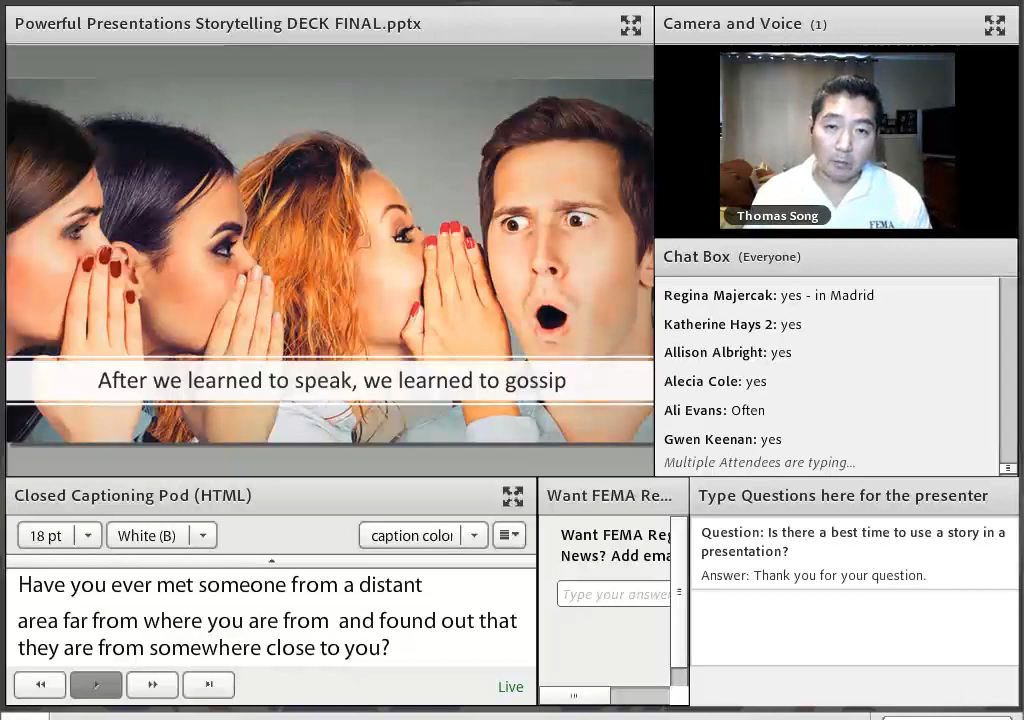 Powerful Presentations Storytelling DECK FINAL.pptx
After we learned to speak, we learned to gossip
Camera and Voice (1)
Thomas Song
FEMA
Chat Box (Everyone)
Regina Majercak: yes - in Madrid
Katherine Hays 2: yes
Allison Albright: yes
Alecia Cole: yes
Ali Evans: Often
Gwen Keenan: yes
Multiple Attendees are typing...
Closed Captioning Pod (HTML)
18 pt
White (B)
caption color
Have you ever met someone from a distant
area far from where you are from and found out that
they are from somewhere close to you?
Live
Want FEMA Re...
Want FEMA Reg
News? Add ema
Type your answer
Type Questions here for the presenter
Question: Is there a best time to use a story in a
presentation?
Answer: Thank you for your question.